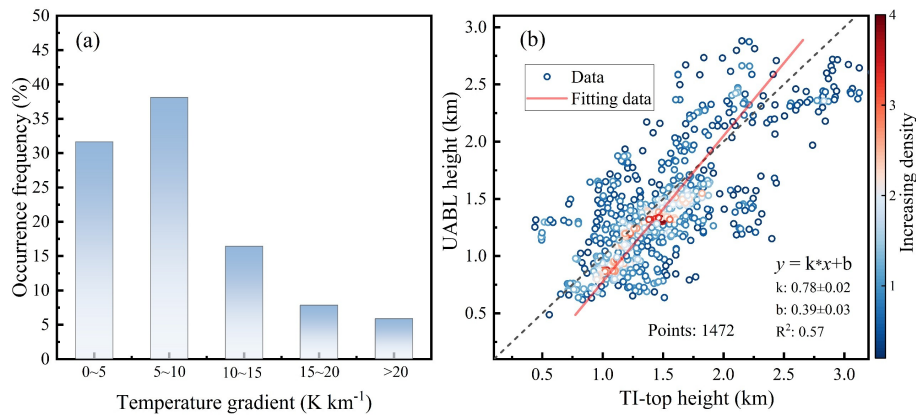 (a)
Occurrence frequency (%)
50
45
40
35
30
25
20
15
10
5
0
0~5
5~10
10~15
15~20
>20
Temperature gradient (K km⁻¹)
(b)
Data
Fitting data
UABL height (km)
3.0
2.5
2.0
1.5
1.0
0.5
y = k*x+b
k: 0.78±0.02
b: 0.39±0.03
R²: 0.57
Points: 1472
0.5
1.0
1.5
2.0
2.5
3.0
TI-top height (km)
4
3
2
1
Increasing density